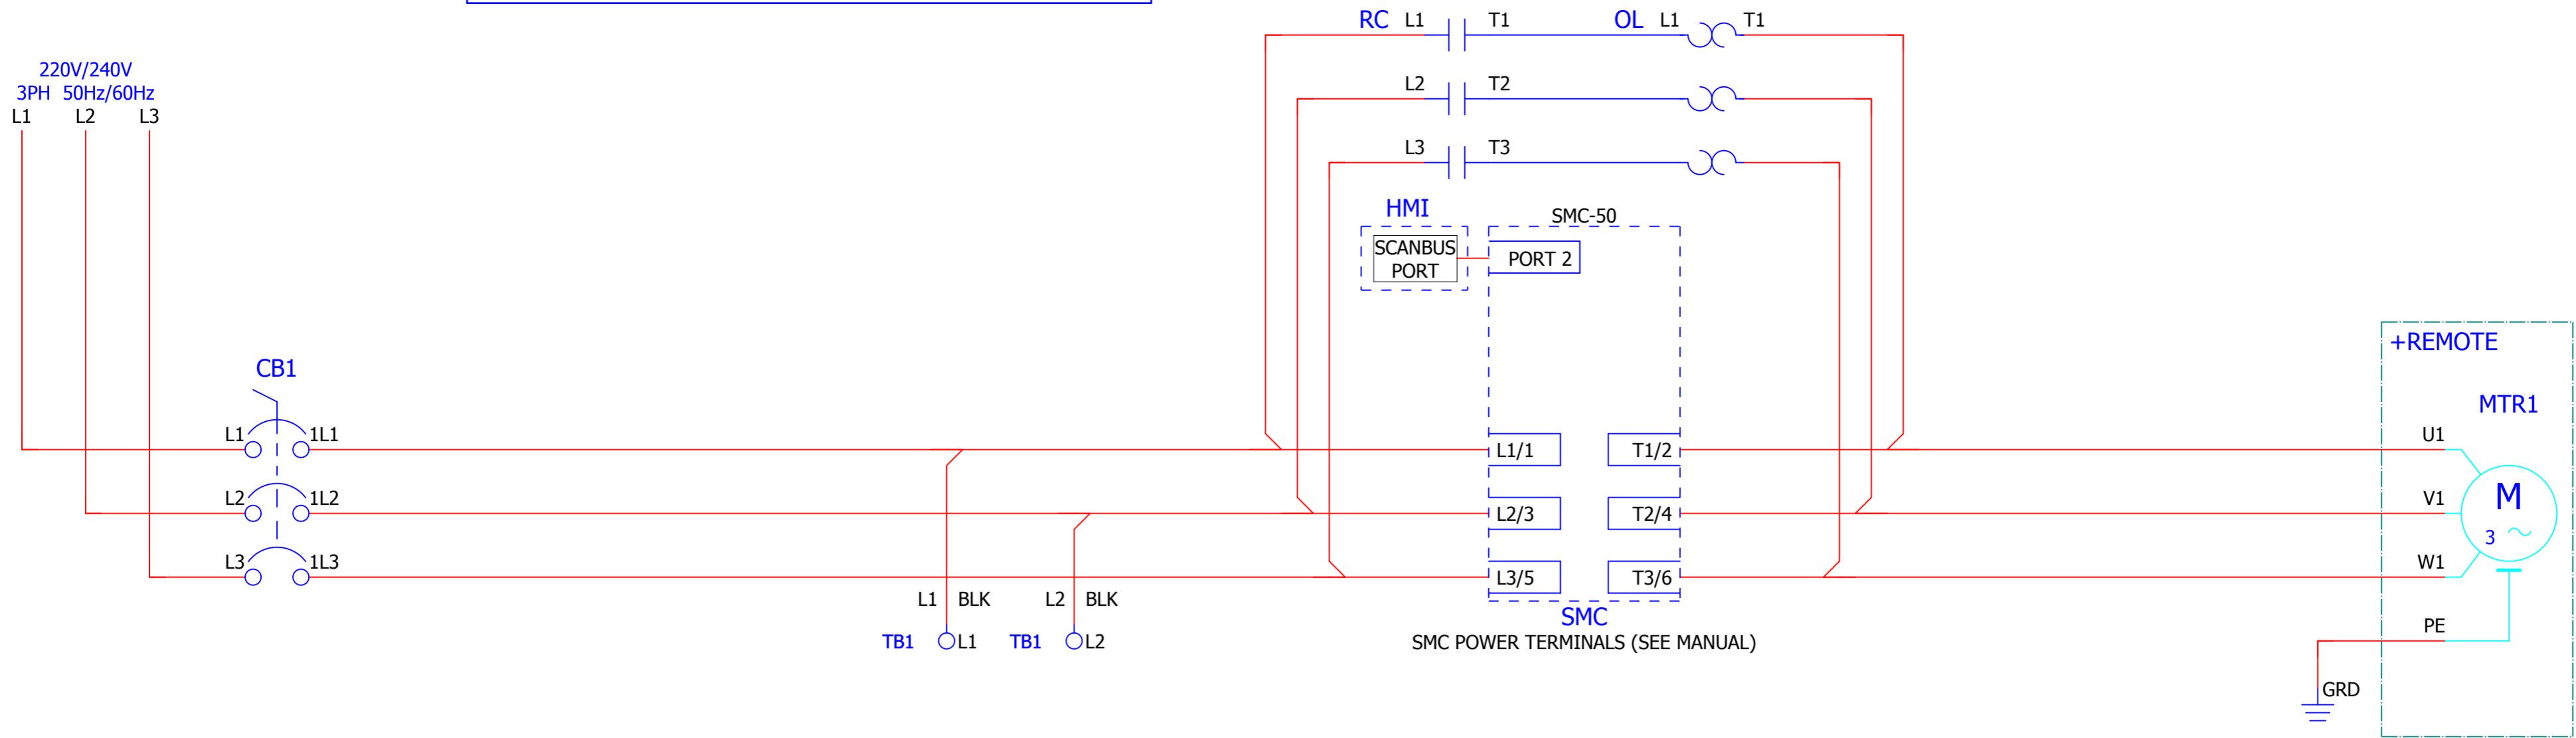 RC L1 T1 OL L1 T1
220V/240V
3PH 50Hz/60Hz
L1 L2 L3
L2 T2
L3 T3
HMI
SCANBUS
PORT
SMC-50
PORT 2
+REMOTE
MTR1
CB1
L1 1L1
L1/1 T1/2
U1
L2 1L2
L2/3 T2/4
V1
M
3
L3 1L3
L3/5 T3/6
W1
L1 BLK L2 BLK
TB1 L1 TB1 L2
SMC
SMC POWER TERMINALS (SEE MANUAL)
PE
GRD